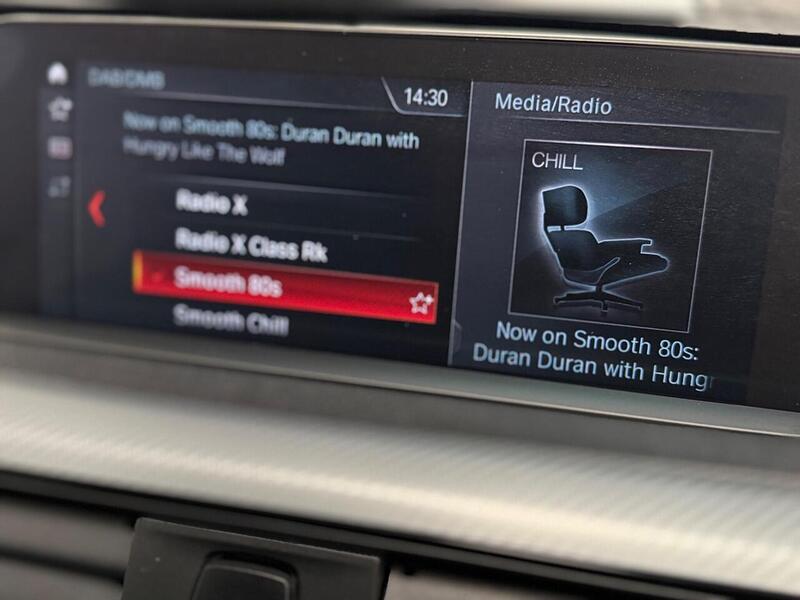 DAB/DMB
14:30
Now on Smooth 80s: Duran Duran with
Hungry Like The Wolf
Radio X
Radio X Class Rk
Smooth 80s
Smooth Chill
Media/Radio
CHILL
Now on Smooth 80s:
Duran Duran with Hungr